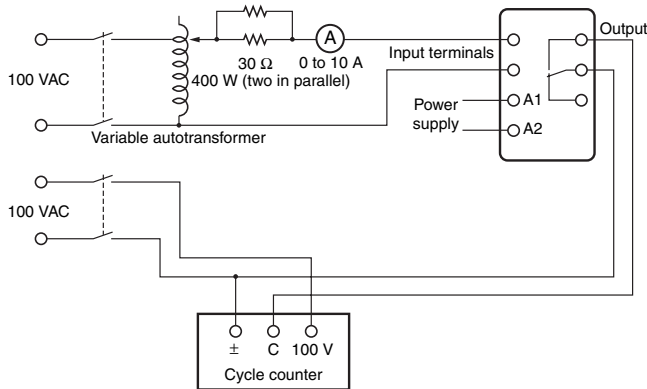 100 VAC
A
30 Ω
400 W (two in parallel)
0 to 10 A
Variable autotransformer
Input terminals
Output
Power
supply
A1
A2
100 VAC
± C 100 V
Cycle counter